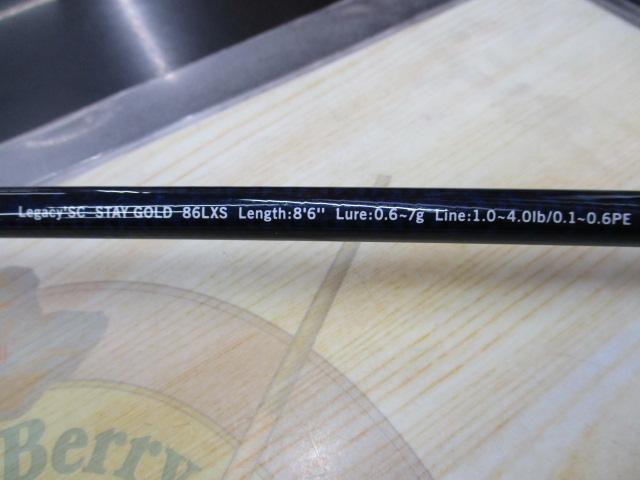 Legacy'SC STAY GOLD 86LXS Length:8'6'' Lure:0.6~7g Line:1.0~4.0lb/0.1~0.6PE
Berry